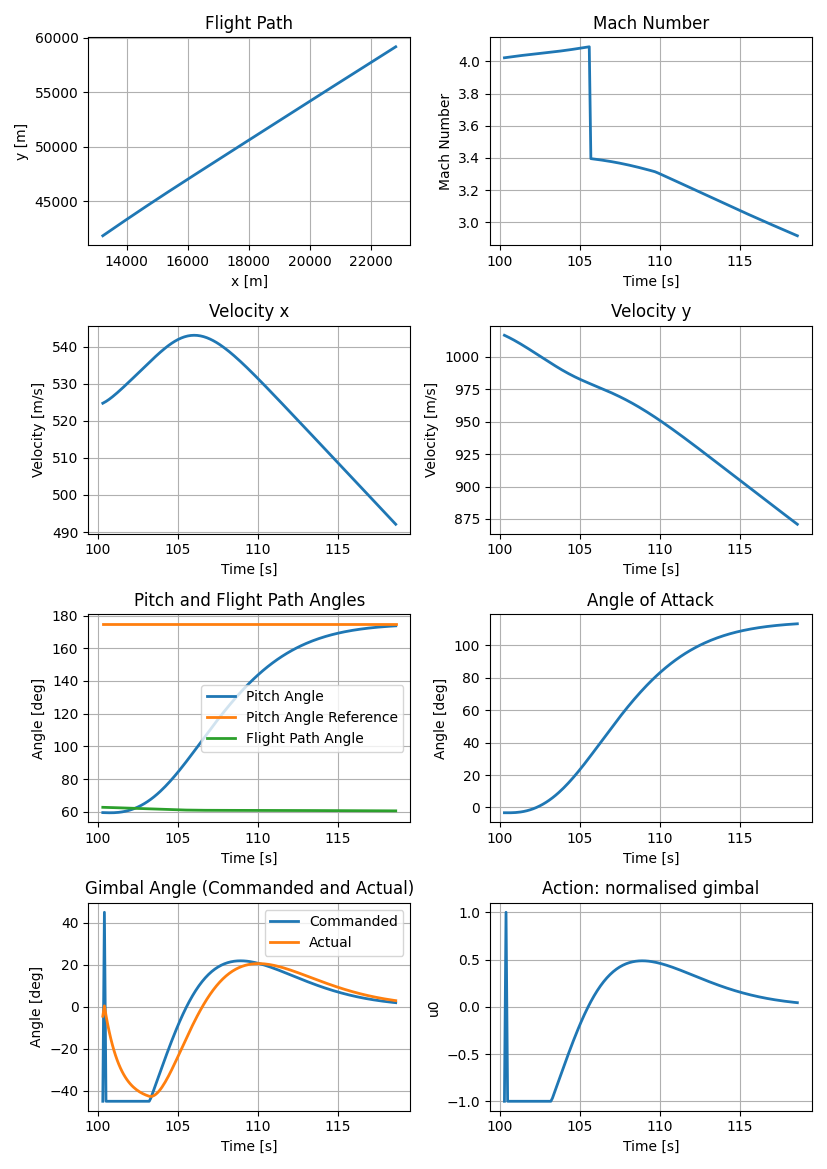 Flight Path
60000
55000
50000
45000
y [m]
14000 16000 18000 20000 22000
x [m]
Mach Number
4.0
3.8
3.6
3.4
3.2
3.0
Mach Number
100 105 110 115
Time [s]
Velocity x
540
530
520
510
500
490
Velocity [m/s]
100 105 110 115
Time [s]
Velocity y
1000
975
950
925
900
875
Velocity [m/s]
100 105 110 115
Time [s]
Pitch and Flight Path Angles
180
160
140
120
100
80
60
Angle [deg]
Pitch Angle
Pitch Angle Reference
Flight Path Angle
100 105 110 115
Time [s]
Angle of Attack
100
80
60
40
20
0
Angle [deg]
100 105 110 115
Time [s]
Gimbal Angle (Commanded and Actual)
40
20
0
−20
−40
Angle [deg]
Commanded
Actual
100 105 110 115
Time [s]
Action: normalised gimbal
1.0
0.5
0.0
−0.5
−1.0
u0
100 105 110 115
Time [s]